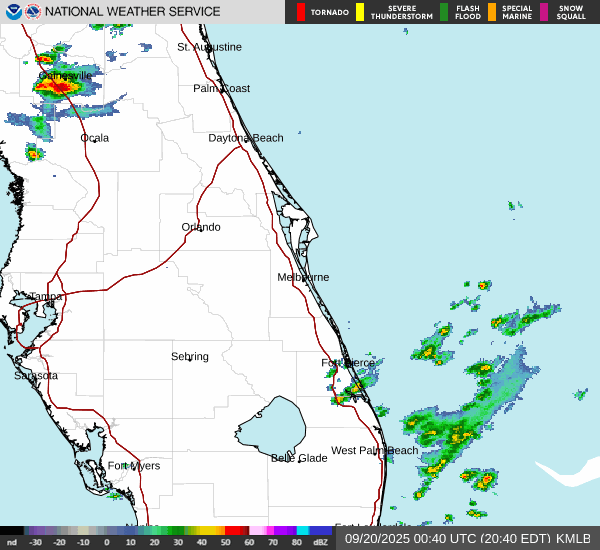 NATIONAL WEATHER SERVICE
TORNADO
SEVERE THUNDERSTORM
FLASH FLOOD
SPECIAL MARINE
SNOW SQUALL
St. Augustine
Gainesville
Palm Coast
Ocala
Daytona Beach
Orlando
Melbourne
Tampa
Sebring
Fort Pierce
Sarasota
West Palm Beach
Belle Glade
Fort Myers
nd -30 -20 -10 0 10 20 30 40 50 60 70 80 dBZ
09/20/2025 00:40 UTC (20:40 EDT) KMLB